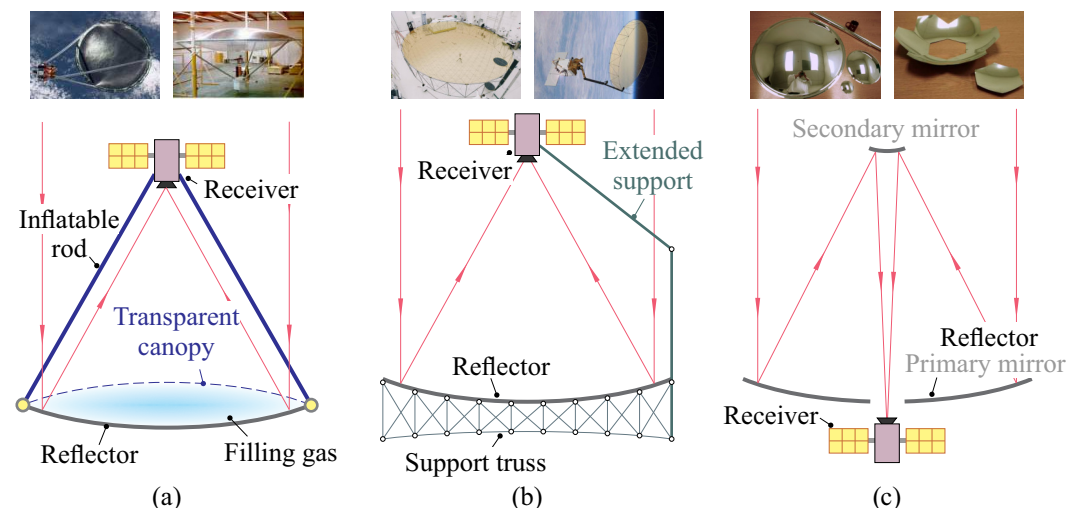 Receiver
Inflatable
rod
Transparent
canopy
Reflector
Filling gas
(a)
Receiver
Extended
support
Reflector
Support truss
(b)
Secondary mirror
Reflector
Primary mirror
Receiver
(c)